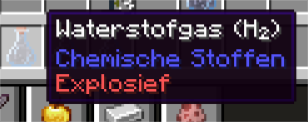 Waterstofgas (H₂)
Chemische Stoffen
Explosief